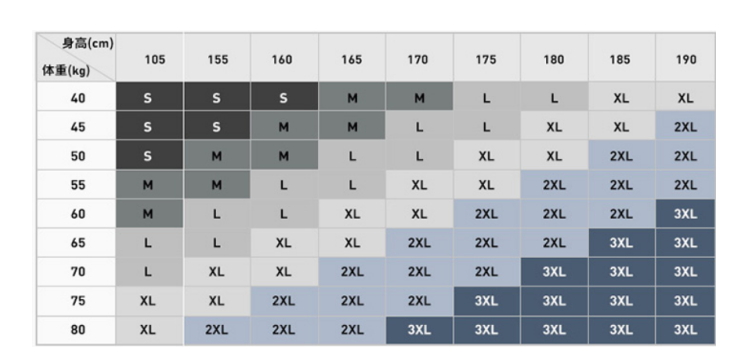 身高(cm)
体重(kg)
105 155 160 165 170 175 180 185 190
40 S S S M M L L XL XL
45 S S M M L L XL XL 2XL
50 S M M L L XL XL 2XL 2XL
55 M M L L XL XL 2XL 2XL 2XL
60 M L L XL XL 2XL 2XL 2XL 3XL
65 L L XL XL 2XL 2XL 2XL 3XL 3XL
70 L XL XL 2XL 2XL 2XL 3XL 3XL 3XL
75 XL XL 2XL 2XL 2XL 3XL 3XL 3XL 3XL
80 XL 2XL 2XL 2XL 3XL 3XL 3XL 3XL 3XL